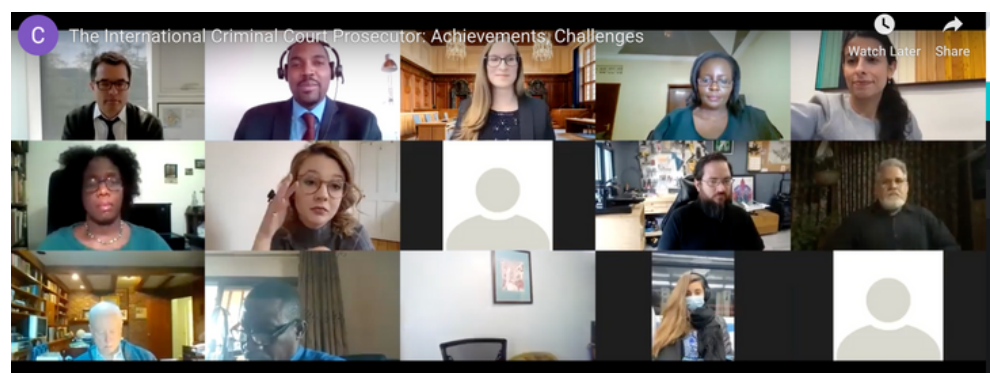 C
The International Criminal Court Prosecutor: Achievements, Challenges
Watch Later
Share